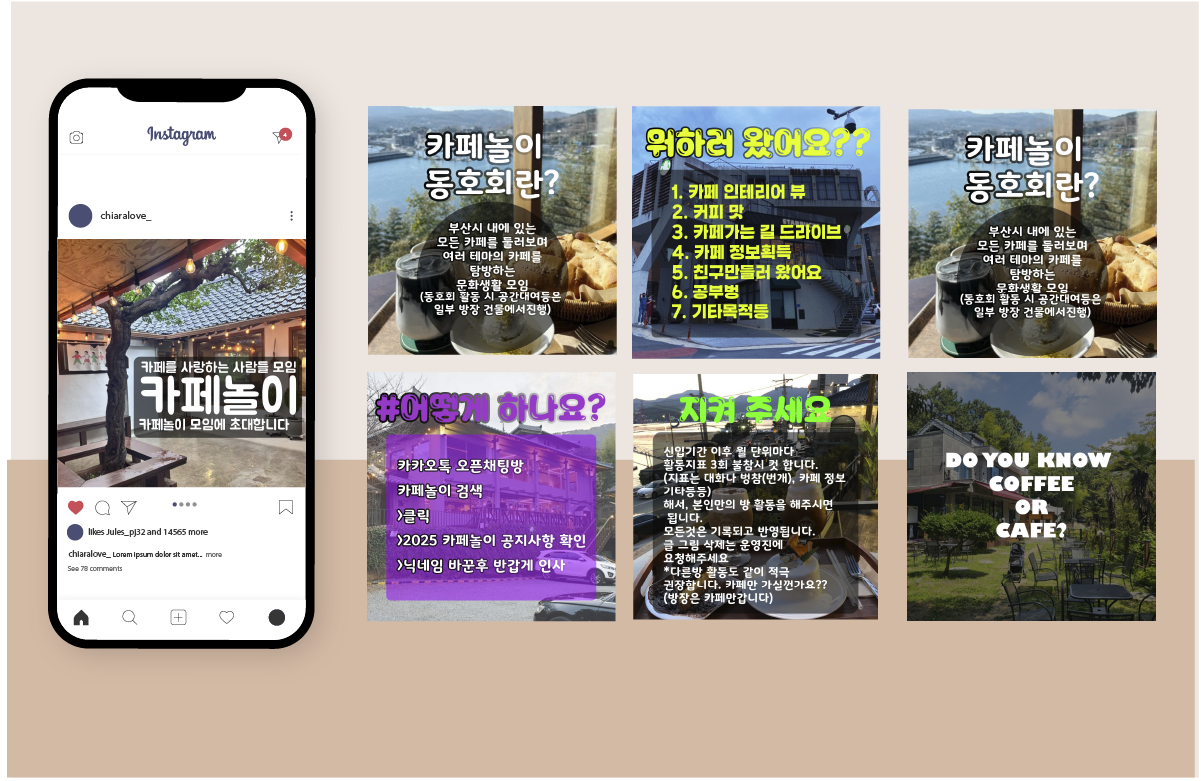 Instagram
4
chiaralove_
카페를 사랑하는 사람들 모임
카페놀이
카페놀이 모임에 초대합니다
likes Jules_pj32 and 14565 more
chiaralove_ Lorem ipsum dolor sit amet... more
See 78 comments
카페놀이
동호회란?
부산시 내에 있는
모든 카페를 둘러보며
여러 테마의 카페를
탐방하는
문화생활 모임
(동호회 활동 시 공간대여등은
일부 방장 건물에서진행)
뭐하러 왔어요??
1. 카페 인테리어 뷰
2. 커피 맛
3. 카페가는 길 드라이브
4. 카페 정보획득
5. 친구만들러 왔어요
6. 공부벙
7. 기타목적등
카페놀이
동호회란?
부산시 내에 있는
모든 카페를 둘러보며
여러 테마의 카페를
탐방하는
문화생활 모임
(동호회 활동 시 공간대여등은
일부 방장 건물에서진행)
#어떻게 하나요?
카카오톡 오픈채팅방
카페놀이 검색
>클릭
>2025 카페놀이 공지사항 확인
>닉네임 바꾼후 반갑게 인사
지켜 주세요
신입기간 이후 월 단위마다
활동지표 3회 불참시 컷 합니다.
(지표는 대화나 벙참(번개), 카페 정보
기타등등)
해서, 본인만의 방 활동을 해주시면
됩니다.
모든것은 기록되고 반영됩니다.
글 그림 삭제는 운영진에
요청해주세요
*다른방 활동도 같이 적극
권장합니다. 카페만 가실껀가요??
(방장은 카페만갑니다)
DO YOU KNOW
COFFEE
OR
CAFE?